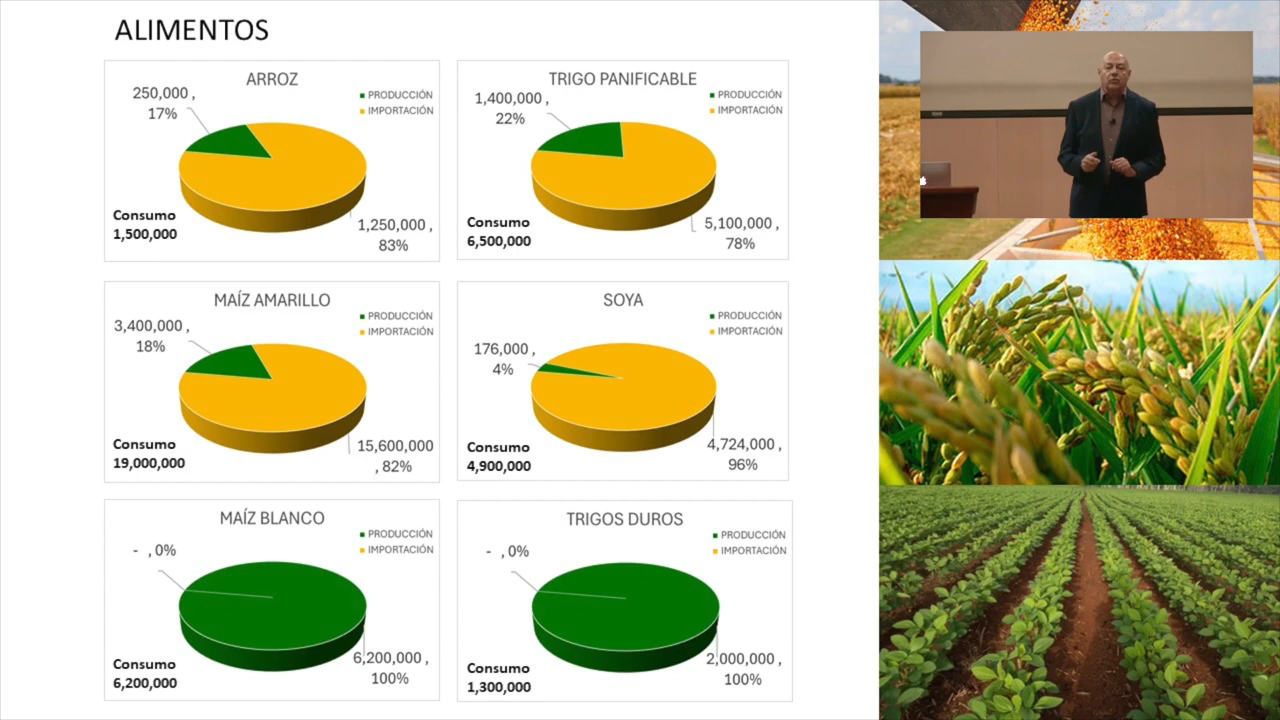 ALIMENTOS
ARROZ
PRODUCCIÓN
IMPORTACIÓN
250,000 ,
17%
Consumo
1,500,000
1,250,000 ,
83%
TRIGO PANIFICABLE
PRODUCCIÓN
IMPORTACIÓN
1,400,000 ,
22%
Consumo
6,500,000
5,100,000 ,
78%
MAÍZ AMARILLO
PRODUCCIÓN
IMPORTACIÓN
3,400,000 ,
18%
Consumo
19,000,000
15,600,000
, 82%
SOYA
PRODUCCIÓN
IMPORTACIÓN
176,000 ,
4%
Consumo
4,900,000
4,724,000 ,
96%
MAÍZ BLANCO
PRODUCCIÓN
IMPORTACIÓN
- , 0%
Consumo
6,200,000
6,200,000 ,
100%
TRIGOS DUROS
PRODUCCIÓN
IMPORTACIÓN
- , 0%
Consumo
1,300,000
2,000,000 ,
100%